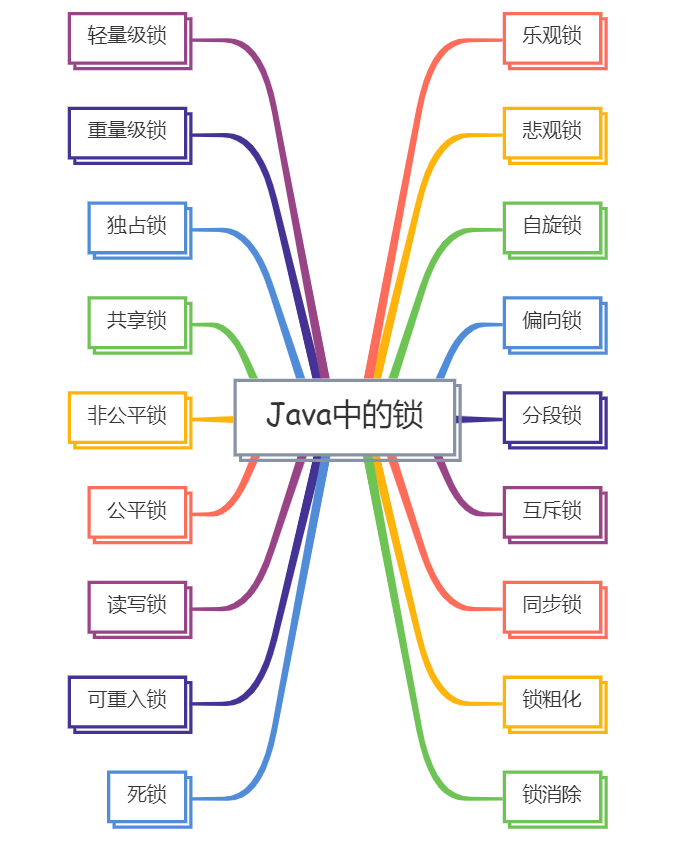 Java中的锁
乐观锁
悲观锁
自旋锁
偏向锁
分段锁
互斥锁
同步锁
锁粗化
锁消除
轻量级锁
重量级锁
独占锁
共享锁
非公平锁
公平锁
读写锁
可重入锁
死锁